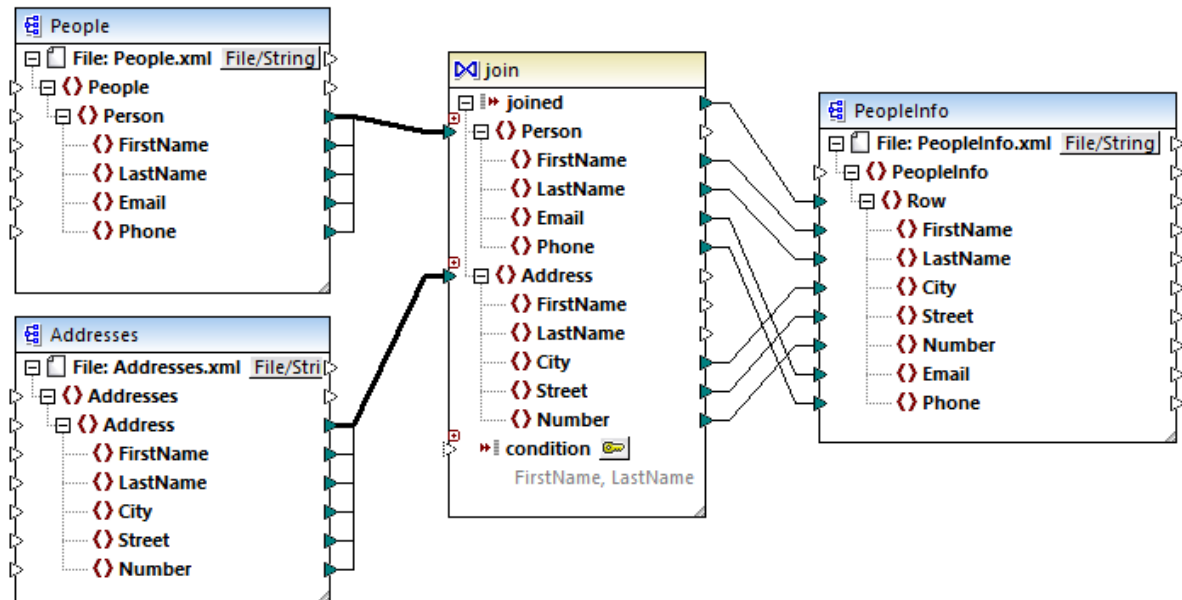 People
File: People.xml File/String
People
Person
FirstName
LastName
Email
Phone
Addresses
File: Addresses.xml File/Stri
Addresses
Address
FirstName
LastName
City
Street
Number
join
joined
Person
FirstName
LastName
Email
Phone
Address
FirstName
LastName
City
Street
Number
condition
FirstName, LastName
PeopleInfo
File: PeopleInfo.xml File/String
PeopleInfo
Row
FirstName
LastName
City
Street
Number
Email
Phone